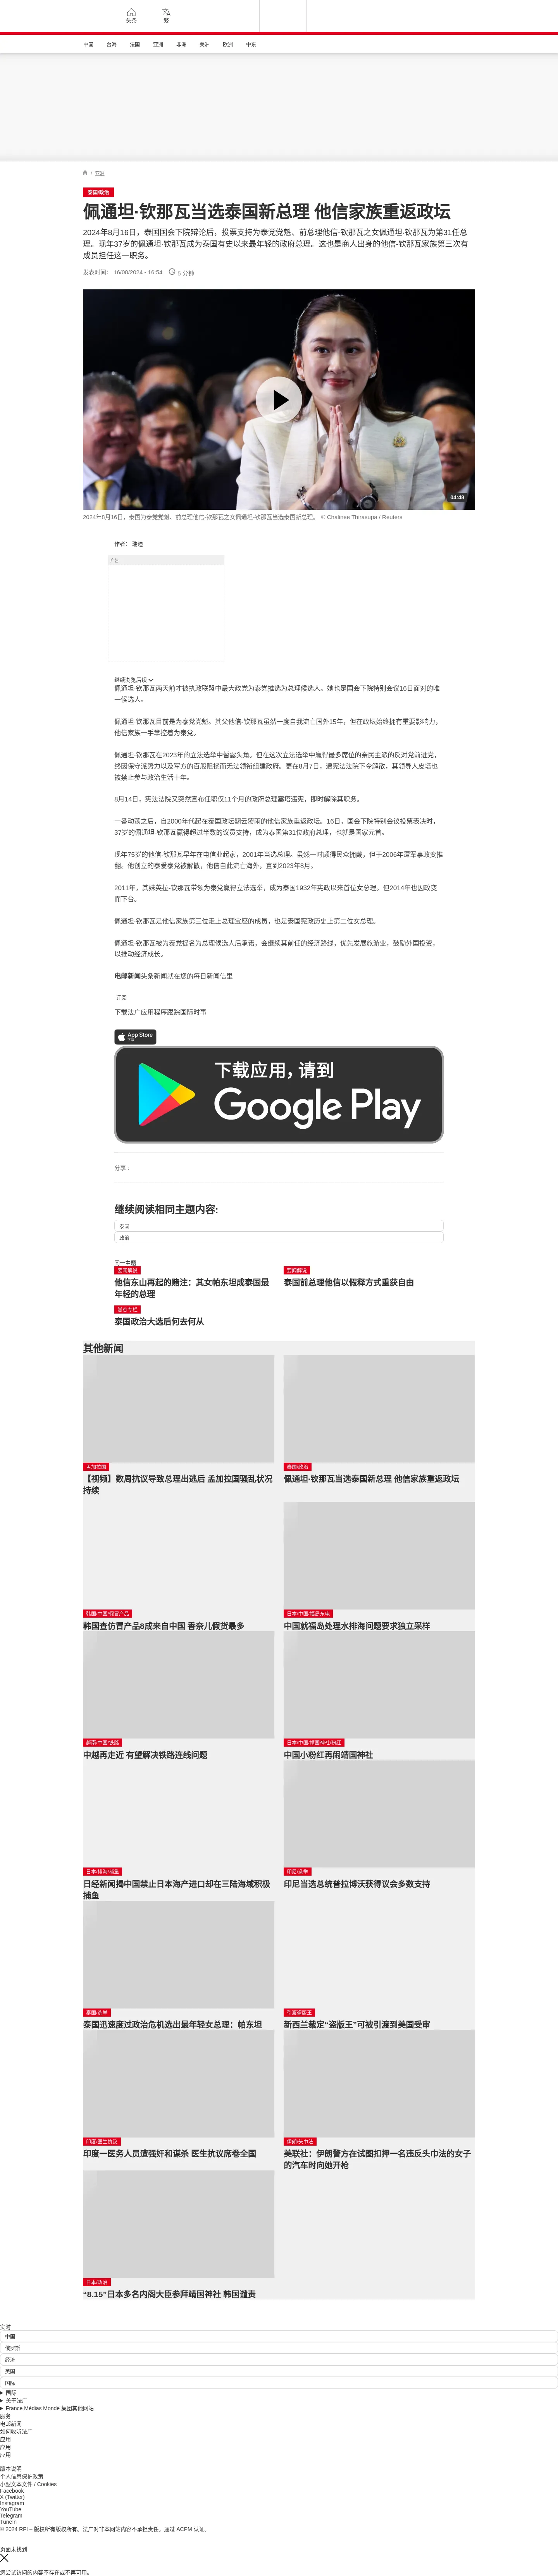 头条
繁
中国
台海
法国
亚洲
非洲
美洲
欧洲
中东
/ 亚洲
泰国/政治
佩通坦·钦那瓦当选泰国新总理 他信家族重返政坛
2024年8月16日，泰国国会下院辩论后，投票支持为泰党党魁、前总理他信-钦那瓦之女佩通坦·钦那瓦为第31任总
理。现年37岁的佩通坦·钦那瓦成为泰国有史以来最年轻的政府总理。这也是商人出身的他信-钦那瓦家族第三次有
成员担任这一职务。
发表时间： 16/08/2024 - 16:54
5 分钟
04:48
2024年8月16日，泰国为泰党党魁、前总理他信-钦那瓦之女佩通坦-钦那瓦当选泰国新总理。 © Chalinee Thirasupa / Reuters
作者： 瑞迪
广告
继续浏览后续
佩通坦·钦那瓦两天前才被执政联盟中最大政党为泰党推选为总理候选人。她也是国会下院特别会议16日面对的唯
一候选人。
佩通坦·钦那瓦目前是为泰党党魁。其父他信-钦那瓦虽然一度自我流亡国外15年，但在政坛始终拥有重要影响力，
他信家族一手掌控着为泰党。
佩通坦·钦那瓦在2023年的立法选举中暂露头角。但在这次立法选举中赢得最多席位的亲民主派的反对党前进党，
终因保守派势力以及军方的百般阻挠而无法领衔组建政府。更在8月7日，遭宪法法院下令解散，其领导人皮塔也
被禁止参与政治生活十年。
8月14日，宪法法院又突然宣布任职仅11个月的政府总理塞塔违宪，即时解除其职务。
一番动荡之后，自2000年代起在泰国政坛翻云覆雨的他信家族重返政坛。16日，国会下院特别会议投票表决时，
37岁的佩通坦-钦那瓦赢得超过半数的议员支持，成为泰国第31位政府总理，也就是国家元首。
现年75岁的他信-钦那瓦早年在电信业起家，2001年当选总理。虽然一时颇得民众拥戴，但于2006年遭军事政变推
翻。他创立的泰爱泰党被解散，他信自此流亡海外，直到2023年8月。
2011年，其妹英拉-钦那瓦带领为泰党赢得立法选举，成为泰国1932年宪政以来首位女总理。但2014年也因政变
而下台。
佩通坦·钦那瓦是他信家族第三位走上总理宝座的成员，也是泰国宪政历史上第二位女总理。
佩通坦·钦那瓦被为泰党提名为总理候选人后承诺，会继续其前任的经济路线，优先发展旅游业，鼓励外国投资，
以推动经济成长。
电邮新闻头条新闻就在您的每日新闻信里
订阅
下载法广应用程序跟踪国际时事
App Store
下载
下载应用，请到
Google Play
分享 :
继续阅读相同主题内容:
泰国
政治
同一主题
要闻解说
他信东山再起的赌注：其女帕东坦成泰国最
年轻的总理
要闻解说
泰国前总理他信以假释方式重获自由
曼谷专栏
泰国政治大选后何去何从
其他新闻
孟加拉国
【视频】数周抗议导致总理出逃后 孟加拉国骚乱状况
持续
泰国/政治
佩通坦·钦那瓦当选泰国新总理 他信家族重返政坛
韩国/中国/假冒产品
韩国查仿冒产品8成来自中国 香奈儿假货最多
日本/中国/福岛核电
中国就福岛处理水排海问题要求独立采样
越南/中国/铁路
中越再走近 有望解决铁路连线问题
日本/中国/靖国神社/粉红
中国小粉红再闹靖国神社
日本/排海/捕鱼
日经新闻揭中国禁止日本海产进口却在三陆海域积极
捕鱼
印尼/选举
印尼当选总统普拉博沃获得议会多数支持
泰国/选举
泰国迅速度过政治危机选出最年轻女总理：帕东坦
引渡盗版王
新西兰裁定“盗版王”可被引渡到美国受审
印度/医生抗议
印度一医务人员遭强奸和谋杀 医生抗议席卷全国
伊朗/头巾法
美联社：伊朗警方在试图扣押一名违反头巾法的女子
的汽车时向她开枪
日本/政治
“8.15”日本多名内阁大臣参拜靖国神社 韩国谴责
实时
中国
俄罗斯
经济
美国
国际
国际
关于法广
France Médias Monde 集团其他网站
服务
电邮新闻
如何收听法广
应用
应用
应用
版本说明
个人信息保护政策
小型文本文件 / Cookies
Facebook
X (Twitter)
Instagram
YouTube
Telegram
TuneIn
© 2024 RFI – 版权所有版权所有。法广对非本网站内容不承担责任。通过 ACPM 认证。
页面未找到
您尝试访问的内容不存在或不再可用。